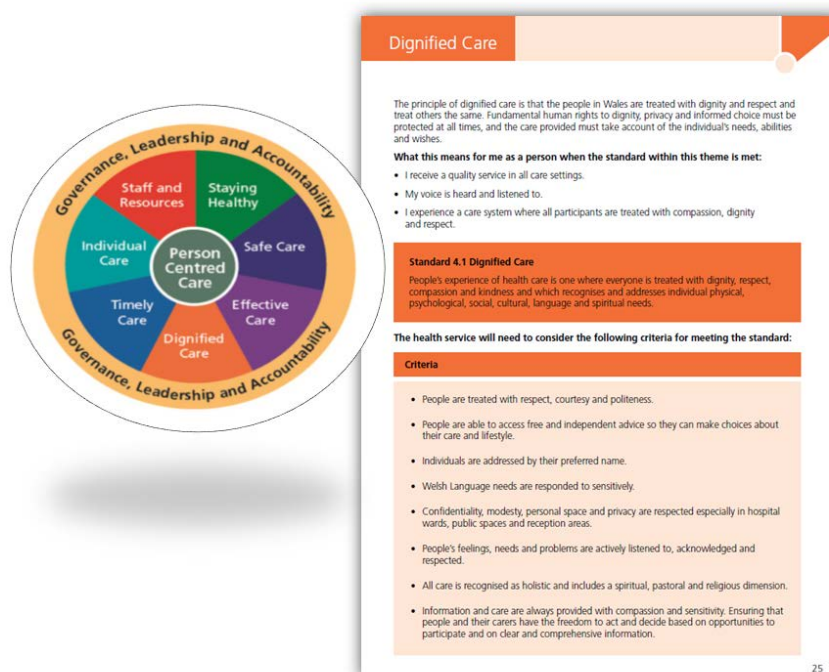 Governance, Leadership and Accountability
Staff and
Resources
Staying
Healthy
Individual
Care
Person
Centred
Care
Safe Care
Timely
Care
Effective
Care
Dignified
Care
Governance, Leadership and Accountability
Dignified Care
The principle of dignified care is that the people in Wales are treated with dignity and respect and
treat others the same. Fundamental human rights to dignity, privacy and informed choice must be
protected at all times, and the care provided must take account of the individual's needs, abilities
and wishes.
What this means for me as a person when the standard within this theme is met:
• I receive a quality service in all care settings.
• My voice is heard and listened to.
• I experience a care system where all participants are treated with compassion, dignity
and respect.
Standard 4.1 Dignified Care
People's experience of health care is one where everyone is treated with dignity, respect,
compassion and kindness and which recognises and addresses individual physical,
psychological, social, cultural, language and spiritual needs.
The health service will need to consider the following criteria for meeting the standard:
Criteria
• People are treated with respect, courtesy and politeness.
• People are able to access free and independent advice so they can make choices about
their care and lifestyle.
• Individuals are addressed by their preferred name.
• Welsh Language needs are responded to sensitively.
• Confidentiality, modesty, personal space and privacy are respected especially in hospital
wards, public spaces and reception areas.
• People's feelings, needs and problems are actively listened to, acknowledged and
respected.
• All care is recognised as holistic and includes a spiritual, pastoral and religious dimension.
• Information and care are always provided with compassion and sensitivity. Ensuring that
people and their carers have the freedom to act and decide based on opportunities to
participate and on clear and comprehensive information.
25